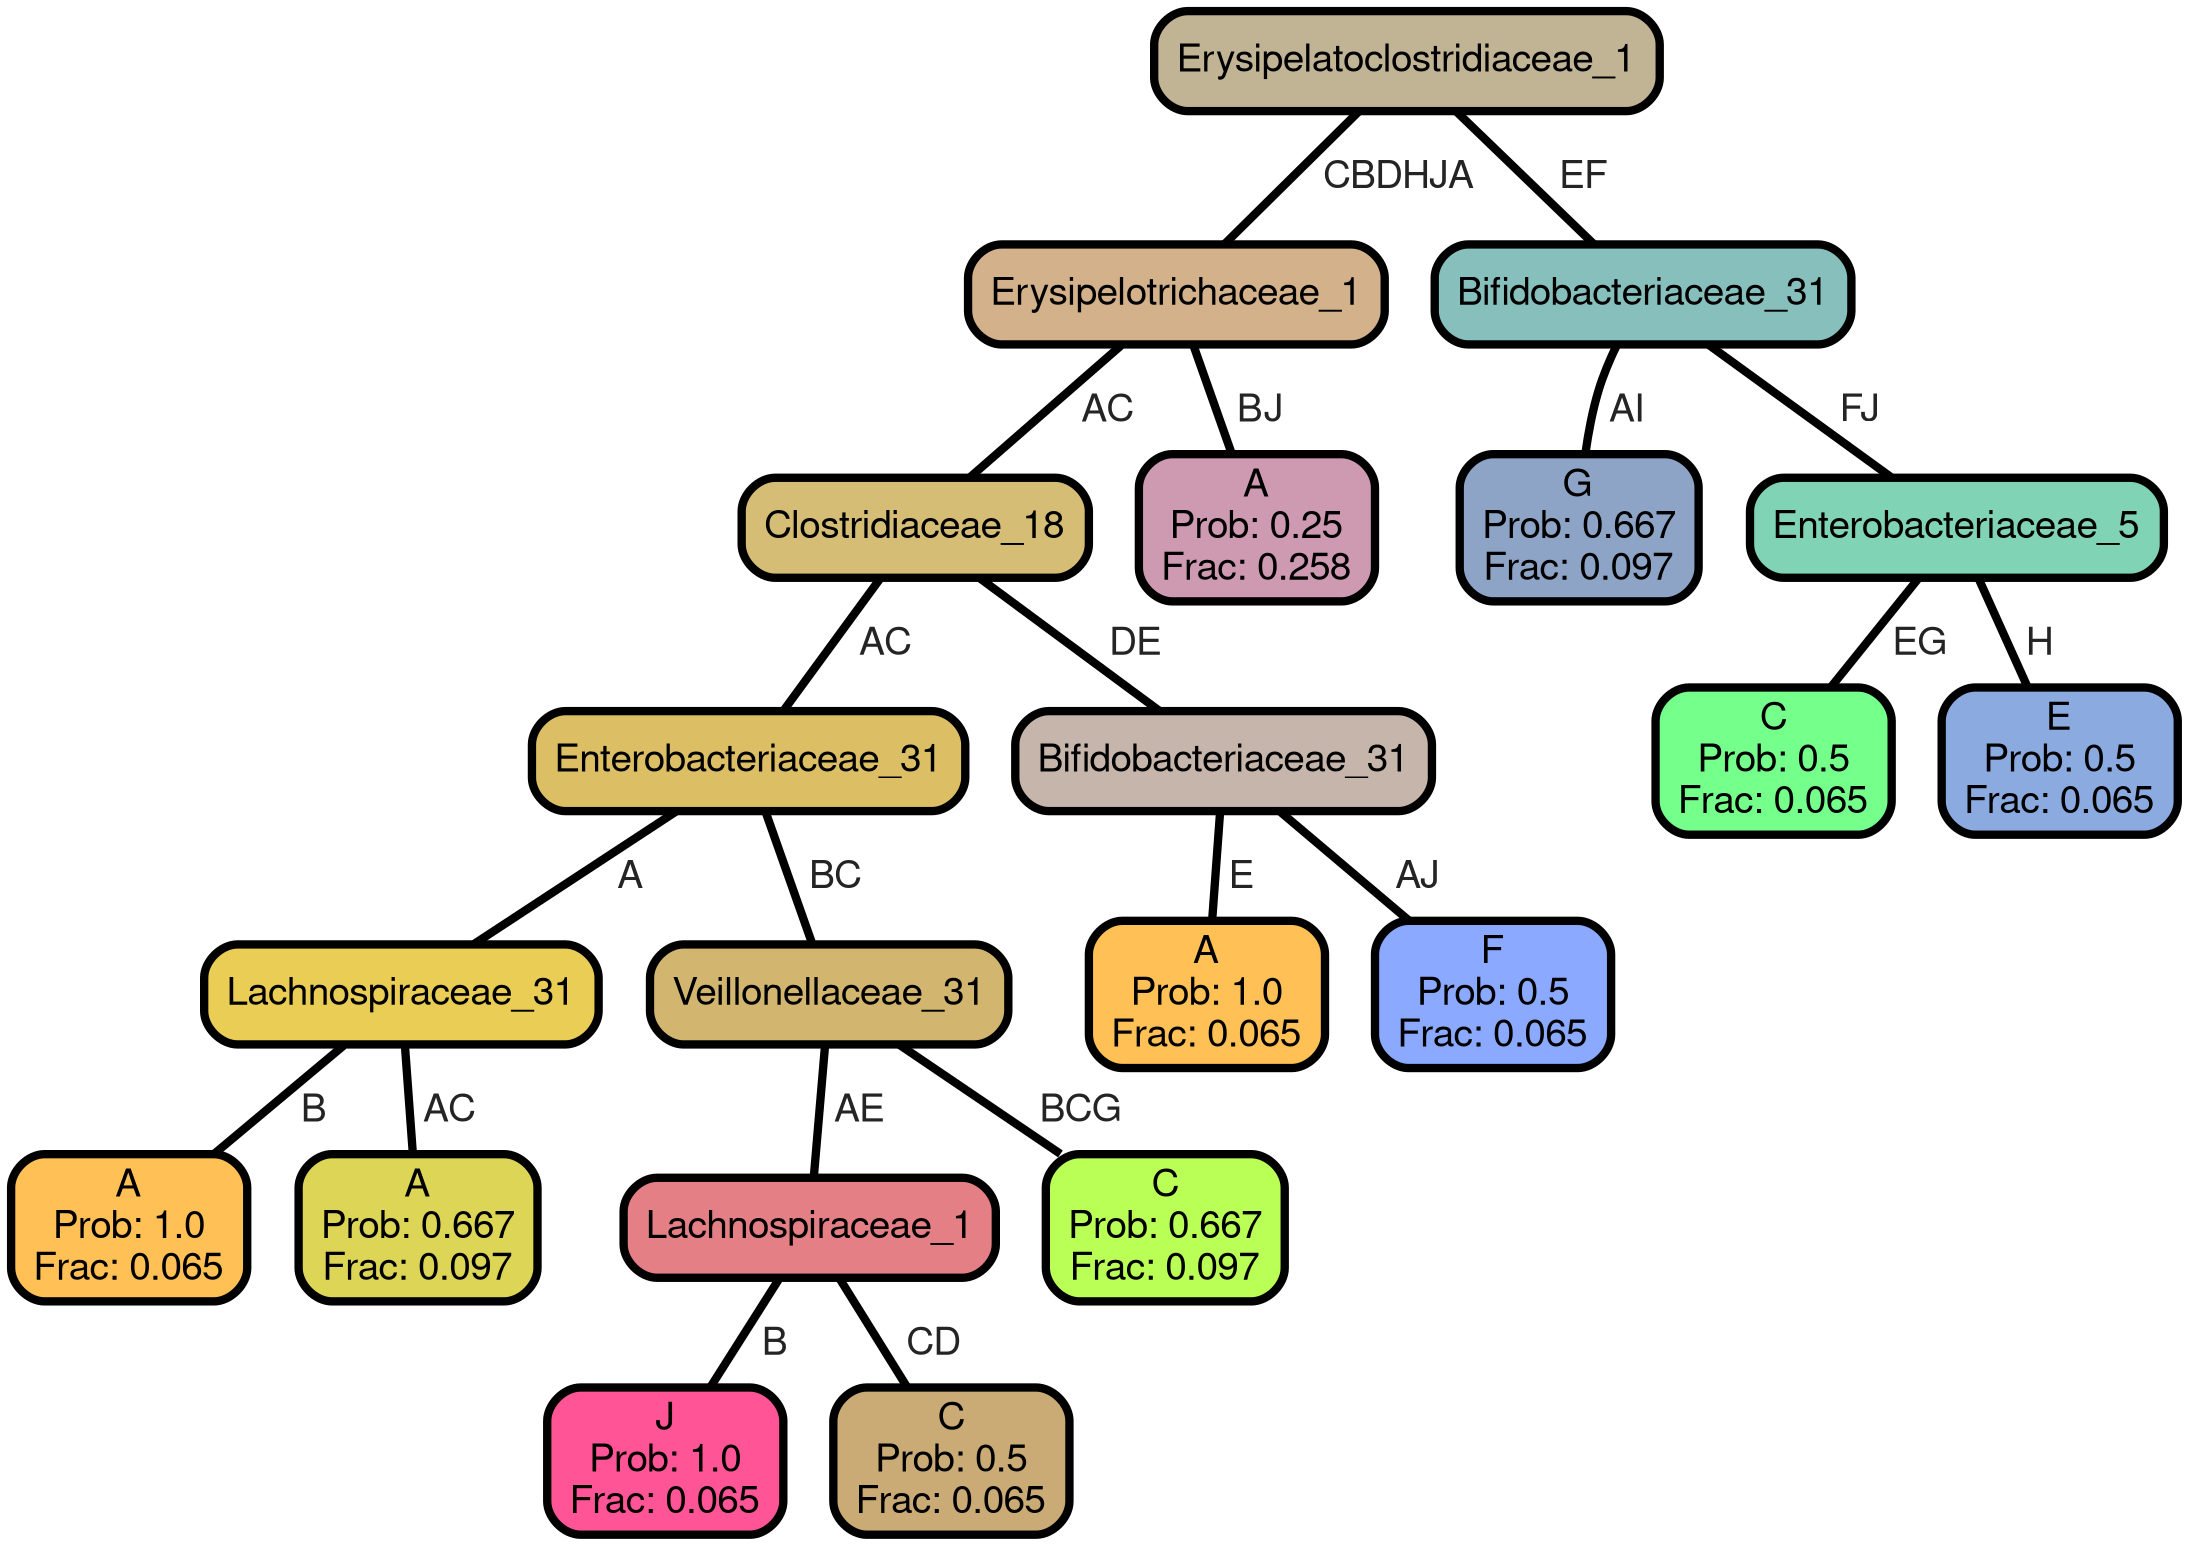 Erysipelatoclostridiaceae_1
CBDHJA
EF
Erysipelotrichaceae_1
Bifidobacteriaceae_31
AC
BJ
AI
FJ
Clostridiaceae_18
A
Prob: 0.25
Frac: 0.258
G
Prob: 0.667
Frac: 0.097
Enterobacteriaceae_5
AC
DE
EG
H
Enterobacteriaceae_31
Bifidobacteriaceae_31
C
Prob: 0.5
Frac: 0.065
E
Prob: 0.5
Frac: 0.065
A
BC
E
AJ
Lachnospiraceae_31
Veillonellaceae_31
A
Prob: 1.0
Frac: 0.065
F
Prob: 0.5
Frac: 0.065
B
AC
AE
BCG
A
Prob: 1.0
Frac: 0.065
A
Prob: 0.667
Frac: 0.097
Lachnospiraceae_1
C
Prob: 0.667
Frac: 0.097
B
CD
J
Prob: 1.0
Frac: 0.065
C
Prob: 0.5
Frac: 0.065